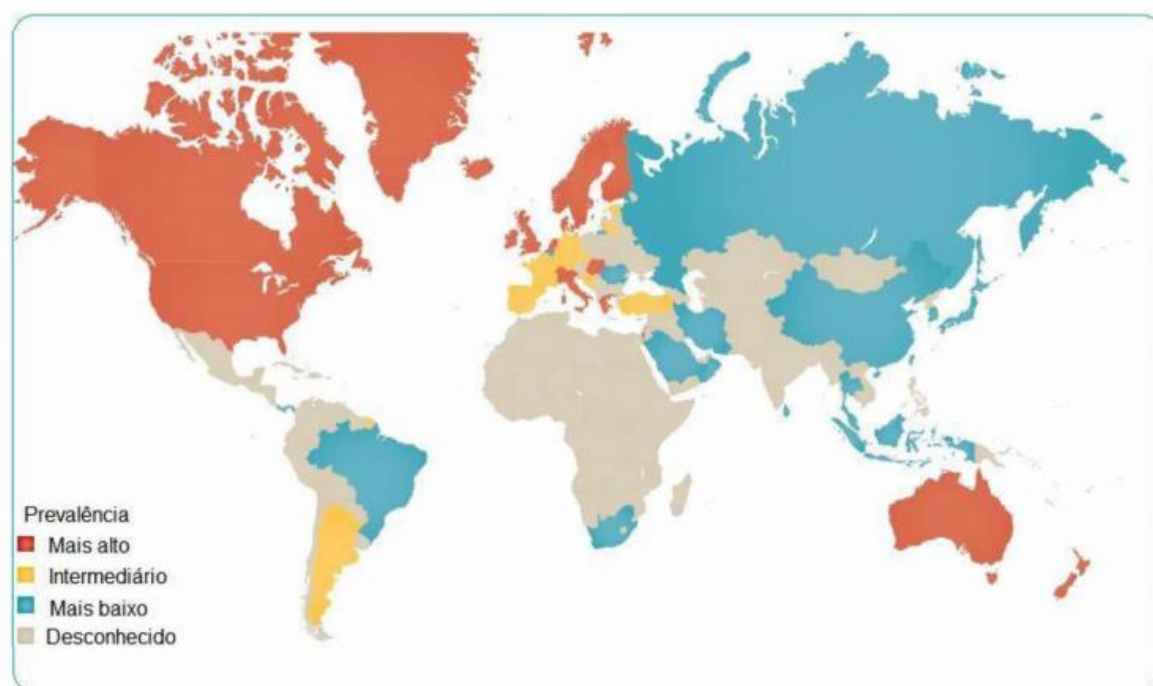 Prevalência
Mais alto
Intermediário
Mais baixo
Desconhecido